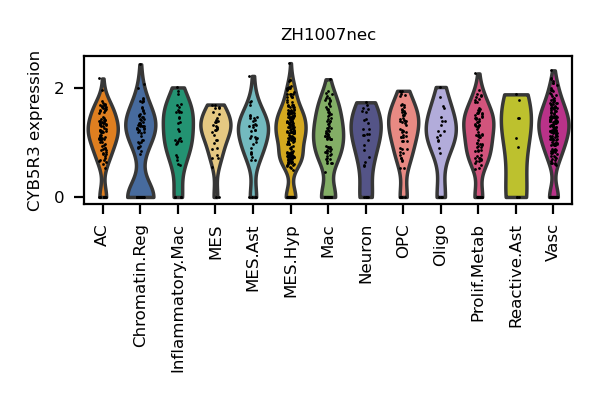 ZH1007nec
CYB5R3 expression
2
0
AC
Chromatin.Reg
Inflammatory.Mac
MES
MES.Ast
MES.Hyp
Mac
Neuron
OPC
Oligo
Prolif.Metab
Reactive.Ast
Vasc